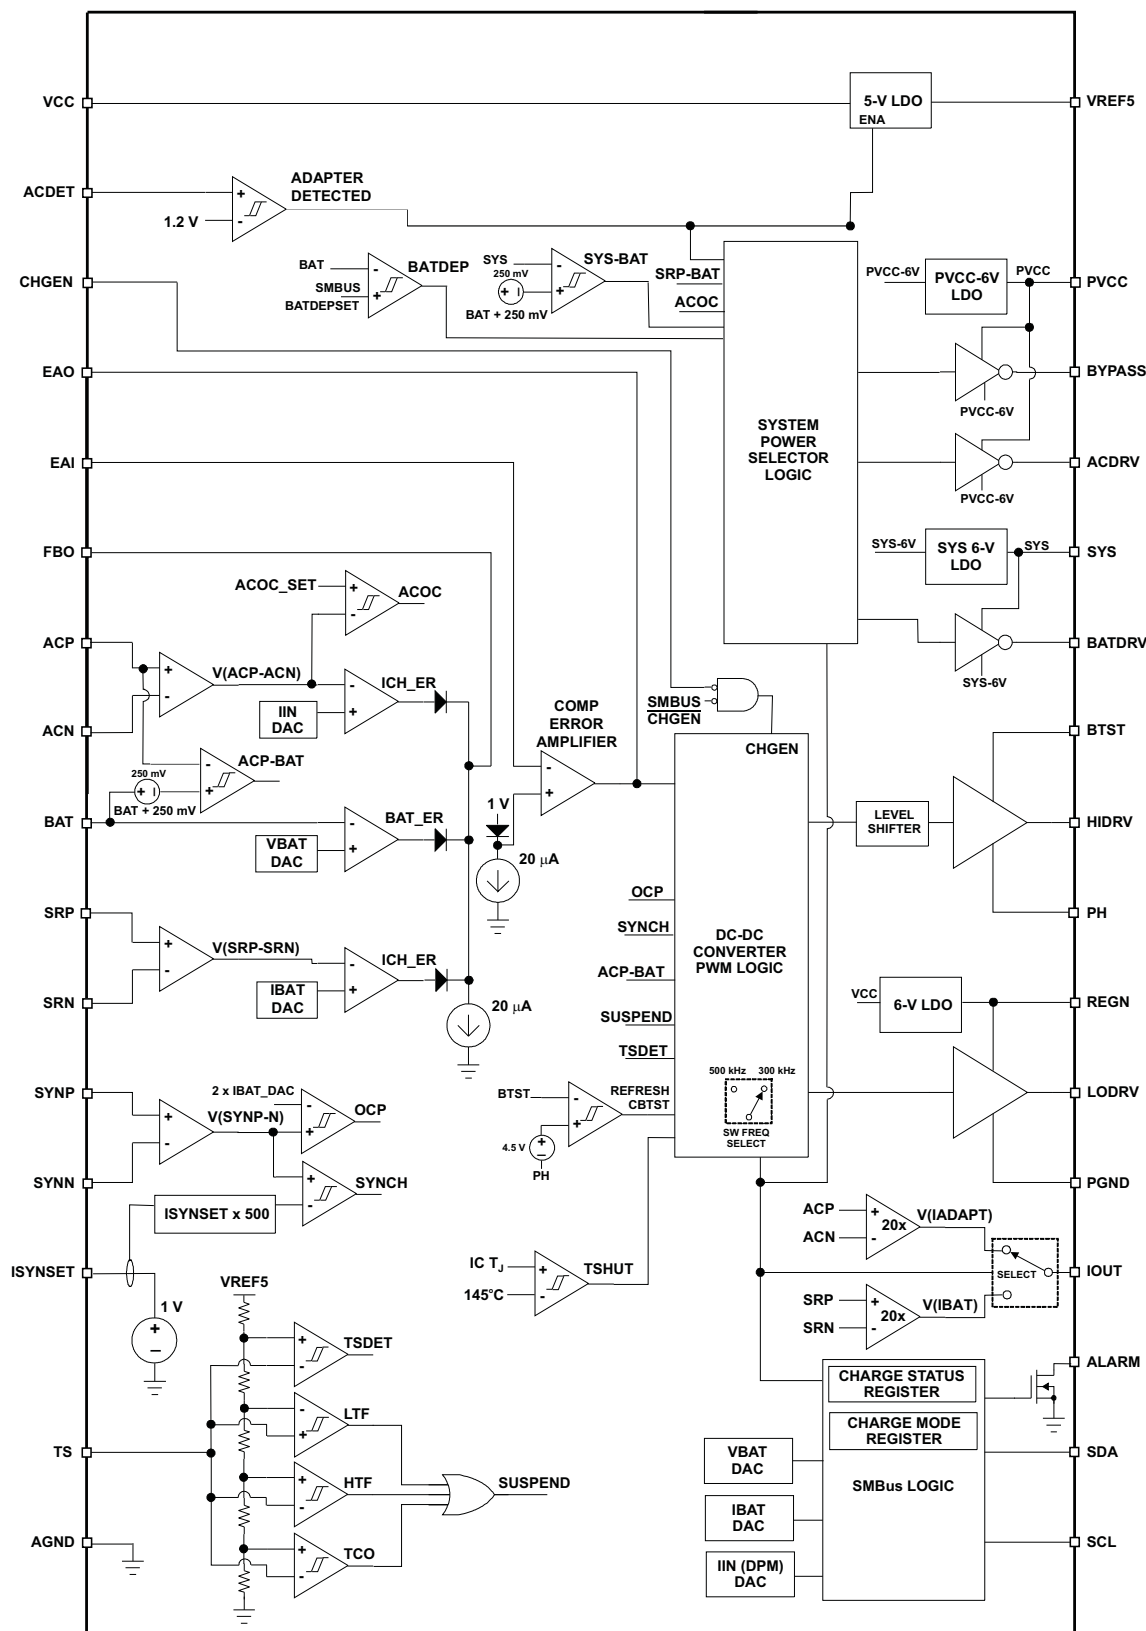 VCC
5-V LDO
ENA
VREF5
ACDET
+
-
1.2 V
ADAPTER
DETECTED
CHGEN
BAT
-
SMBUS
+
BATDEPSET
BATDEP
SYS
-
250 mV
+
-
+
BAT + 250 mV
SYS-BAT
SRP-BAT
ACOC
SYSTEM
POWER
SELECTOR
LOGIC
PVCC-6V
PVCC-6V
LDO
PVCC
PVCC
BYPASS
PVCC-6V
EAO
EAI
ACDRV
PVCC-6V
FBO
SYS-6V
SYS 6-V
LDO
SYS
SYS
BATDRV
SYS-6V
ACOC_SET
+
-
ACOC
ACP
+
-
V(ACP-ACN)
ACN
IIN
DAC
-
+
ICH_ER
250 mV
+
-
BAT + 250 mV
-
+
ACP-BAT
BAT
VBAT
DAC
-
+
BAT_ER
COMP
ERROR
AMPLIFIER
-
+
1 V
20 µA
SMBUS
CHGEN
CHGEN
BTST
LEVEL
SHIFTER
HIDRV
PH
SRP
+
-
V(SRP-SRN)
SRN
IBAT
DAC
-
+
ICH_ER
20 µA
OCP
SYNCH
ACP-BAT
SUSPEND
TSDET
DC-DC
CONVERTER
PWM LOGIC
500 kHz
300 kHz
SW FREQ
SELECT
VCC
6-V LDO
REGN
LODRV
PGND
SYNP
+
-
V(SYNP-N)
SYNN
2 x IBAT_DAC
-
+
OCP
+
-
SYNCH
ISYNSET x 500
BTST
-
+
4.5 V
+
-
PH
REFRESH
CBTST
ISYNSET
1 V
+
-
IC TJ
+
145°C
-
TSHUT
ACP
+
ACN
-
20x
V(IADAPT)
SRP
+
SRN
-
20x
V(IBAT)
SELECT
IOUT
VREF5
+
-
TSDET
-
+
LTF
+
-
HTF
+
-
TCO
SUSPEND
TS
AGND
CHARGE STATUS
REGISTER
CHARGE MODE
REGISTER
SMBus LOGIC
VBAT
DAC
IBAT
DAC
IIN (DPM)
DAC
ALARM
SDA
SCL